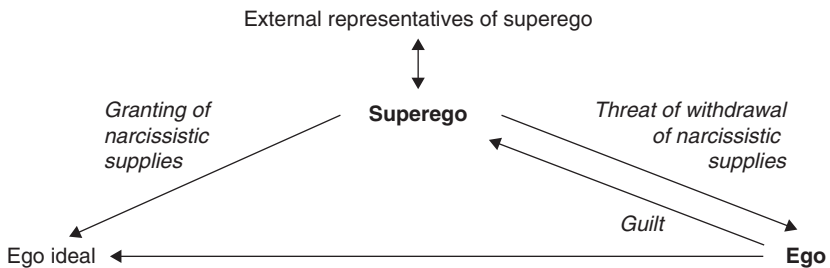 External representatives of superego
Granting of
narcissistic
supplies
Superego
Threat of withdrawal
of narcissistic
supplies
Guilt
Ego ideal
Ego